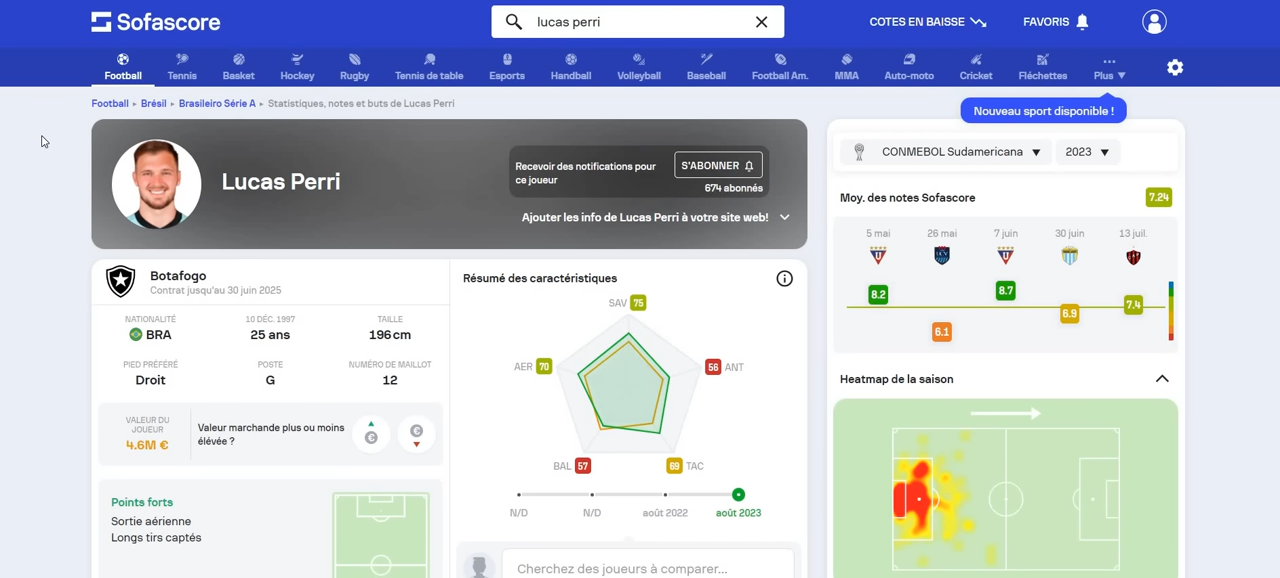 Sofascore
lucas perri
COTES EN BAISSE
FAVORIS
Football
Tennis
Basket
Hockey
Rugby
Tennis de table
Esports
Handball
Volleyball
Baseball
Football Am.
MMA
Auto-moto
Cricket
Fléchettes
Plus ▼
Football ▸ Brésil ▸ Brasileiro Série A ▸ Statistiques, notes et buts de Lucas Perri
Nouveau sport disponible !
Lucas Perri
Recevoir des notifications pour
ce joueur
S'ABONNER
674 abonnés
Ajouter les info de Lucas Perri à votre site web!
Botafogo
Contrat jusqu'au 30 juin 2025
NATIONALITÉ
BRA
10 DÉC. 1997
25 ans
TAILLE
196 cm
PIED PRÉFÉRÉ
Droit
POSTE
G
NUMÉRO DE MAILLOT
12
VALEUR DU
JOUEUR
4.6M €
Valeur marchande plus ou moins
élevée ?
€
€
Points forts
Sortie aérienne
Longs tirs captés
Résumé des caractéristiques
SAV 75
AER 70
56 ANT
BAL 57
69 TAC
N/D
N/D
août 2022
août 2023
Cherchez des joueurs à comparer...
CONMEBOL Sudamericana ▼
2023 ▼
Moy. des notes Sofascore
7.24
5 mai
26 mai
7 juin
30 juin
13 juil.
U
UCV
U
8.2
6.1
8.7
6.9
7.4
Heatmap de la saison